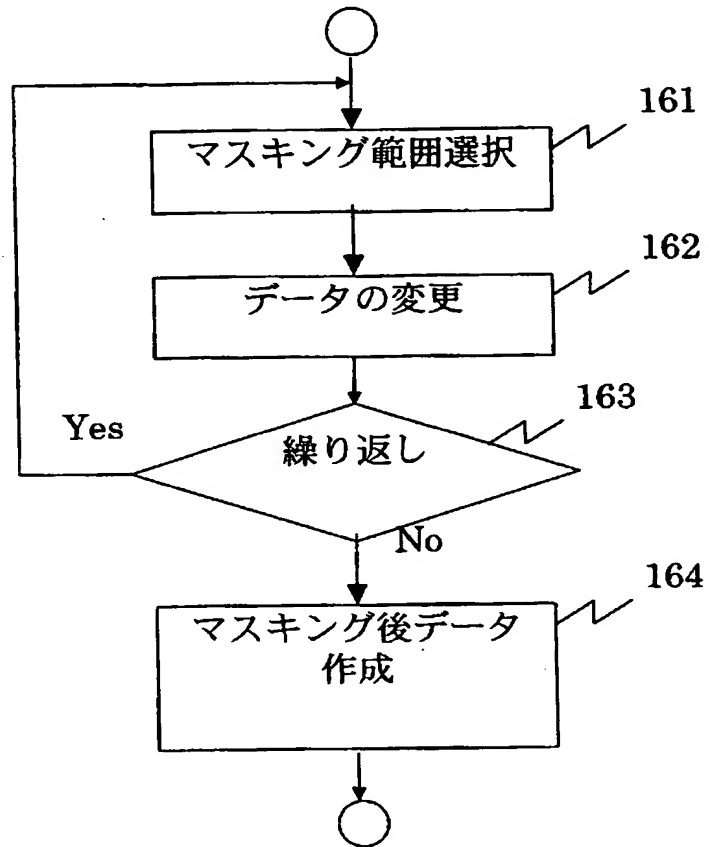 161
マスキング範囲選択
162
データの変更
163
Yes
繰り返し
No
164
マスキング後データ
作成